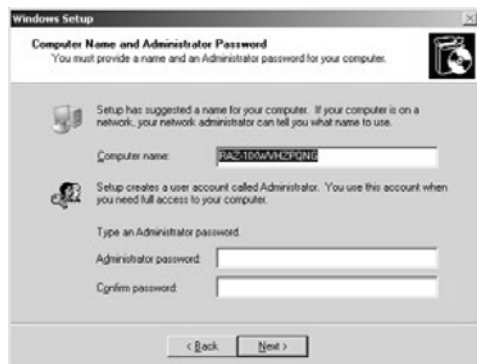 Windows Setup
Computer Name and Administrator Password
You must provide a name and an Administrator password for your computer.
Setup has suggested a name for your computer. If your computer is on a
network, your network administrator can tell you what name to use.
Computer name:
Setup creates a user account called Administrator. You use this account when
you need full access to your computer.
Type an Administrator password.
Administrator password:
Confirm password:
< Back Next >